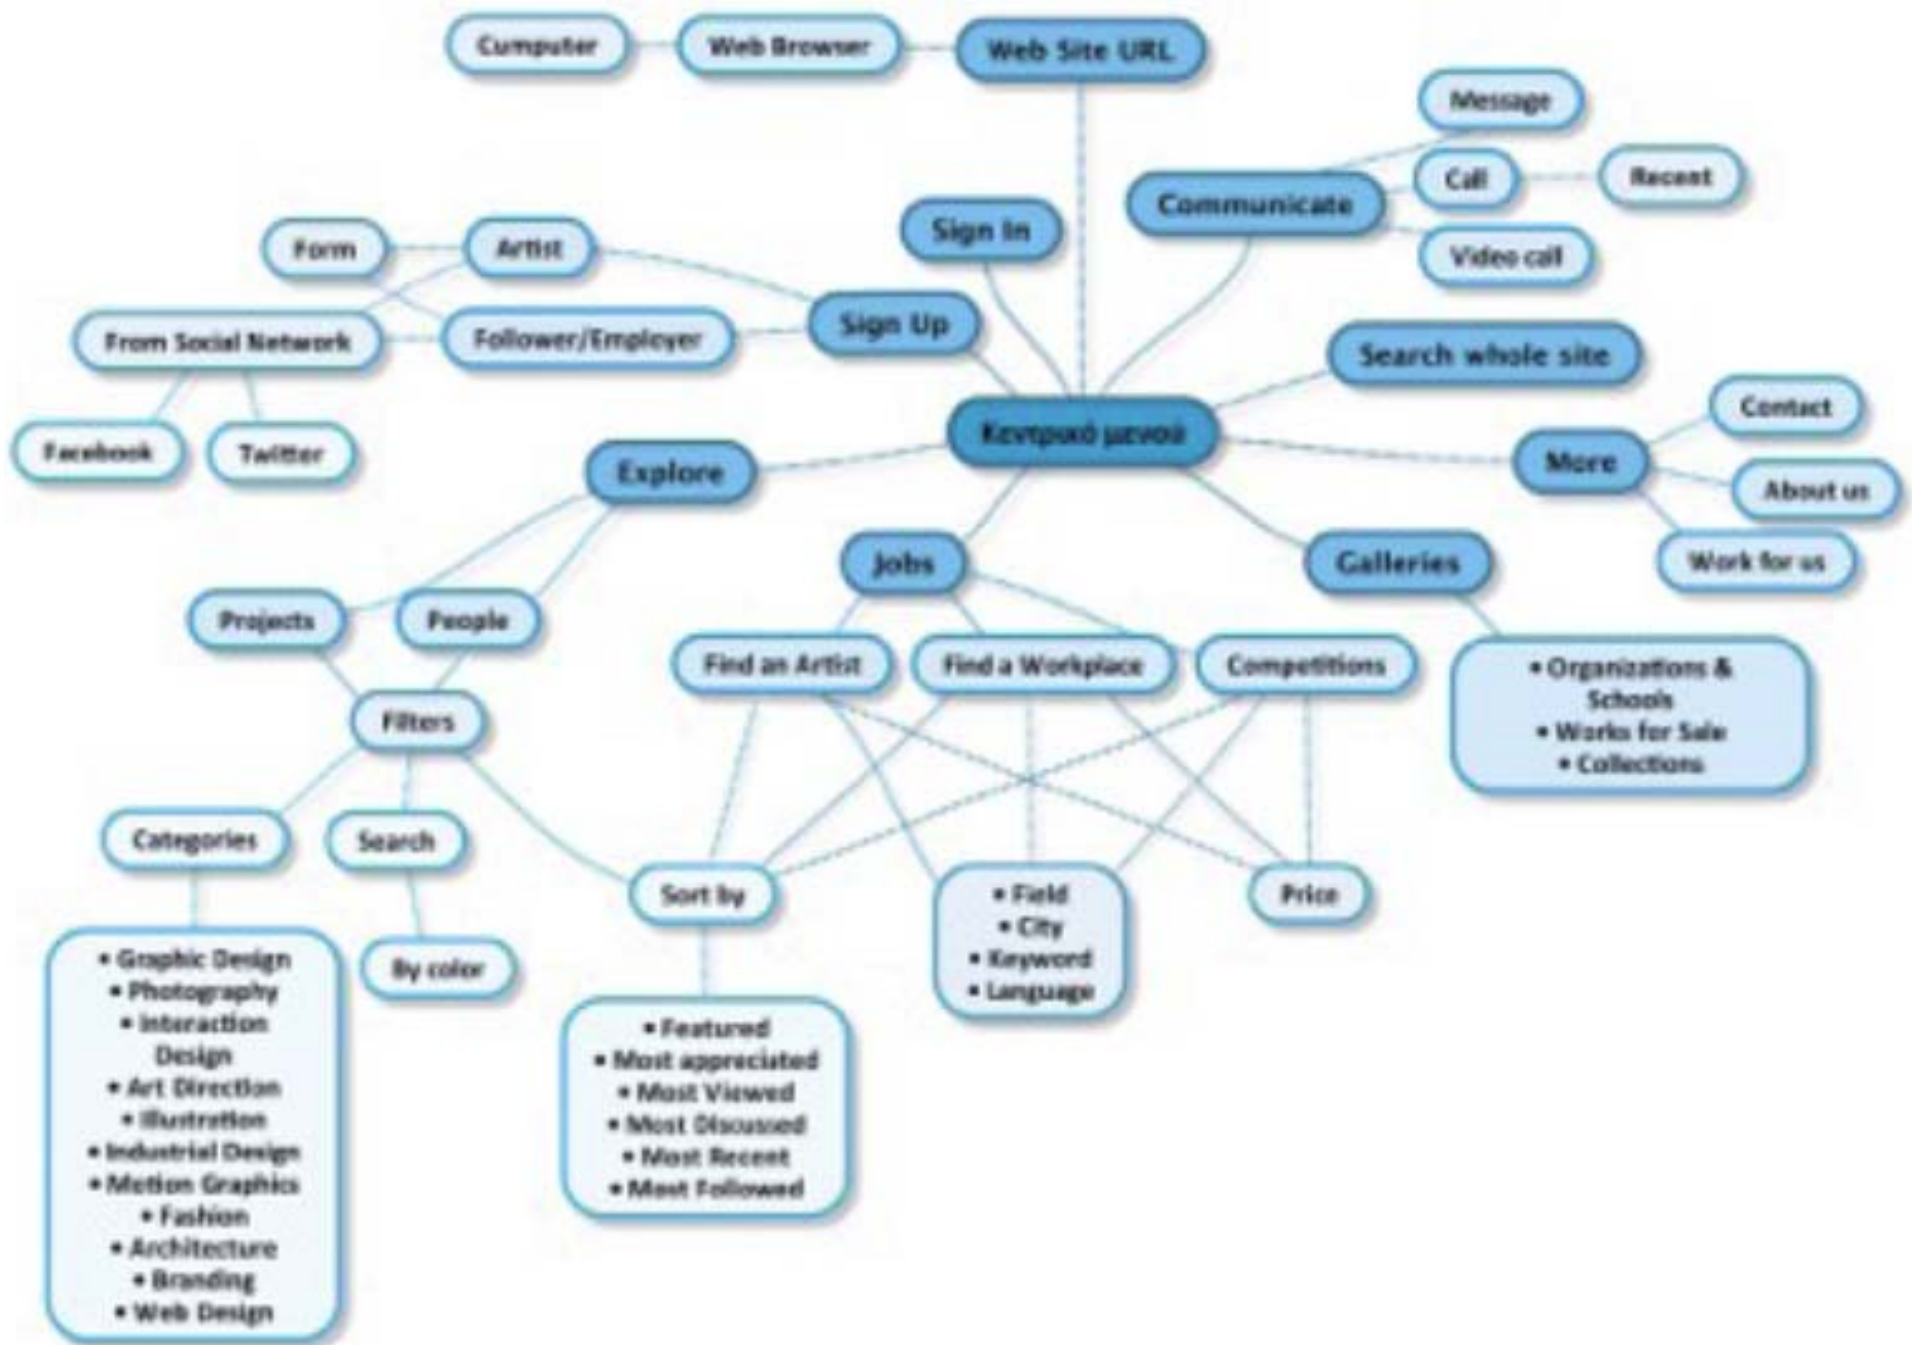 Cumputer
Web Browser
Web Site URL
Message
Communicate
Call
Recent
Sign In
Video call
Form
Artist
Sign Up
From Social Network
Follower/Employer
Search whole site
Contact
Facebook
Twitter
Explore
Κεντρικό μενού
More
About us
Jobs
Galleries
Work for us
Projects
People
Find an Artist
Find a Workplace
Competitions
• Organizations &
Schools
• Works for Sale
• Collections
Filters
Categories
Search
Sort by
• Field
• City
• Keyword
• Language
Price
By color
• Graphic Design
• Photography
• Interaction
Design
• Art Direction
• Illustration
• Industrial Design
• Motion Graphics
• Fashion
• Architecture
• Branding
• Web Design
• Featured
• Most appreciated
• Most Viewed
• Most Discussed
• Most Recent
• Most Followed